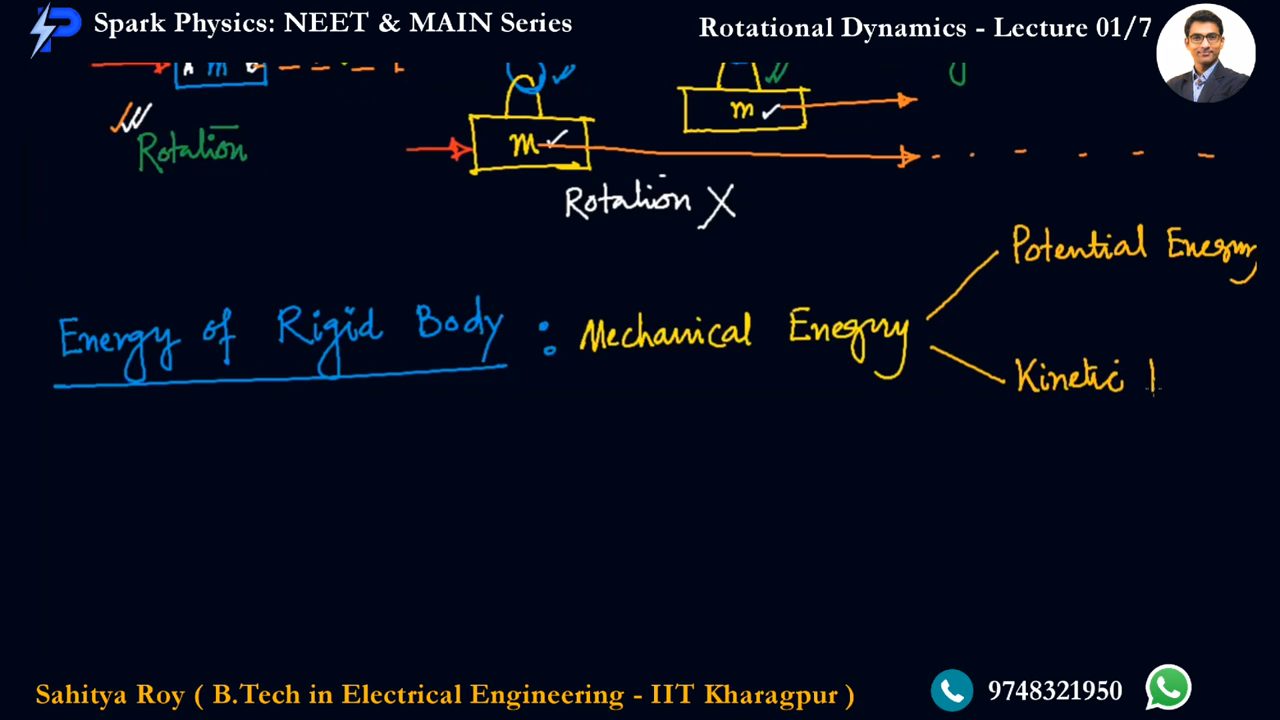 Spark Physics: NEET & MAIN Series
Rotational Dynamics - Lecture 01/7
A m
m
Rotation
m
Rotation X
Potential Energy
Energy of Rigid Body : Mechanical Energy
Kinetic
Sahitya Roy ( B.Tech in Electrical Engineering - IIT Kharagpur )
9748321950